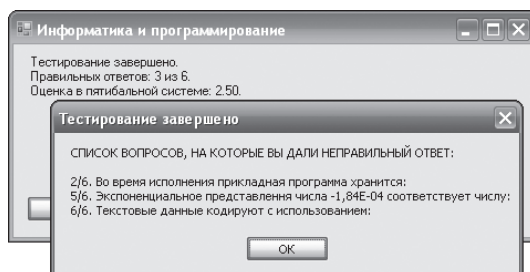 Информатика и программирование
Тестирование завершено.
Правильных ответов: 3 из 6.
Оценка в пятибальной системе: 2.50.
Тестирование завершено
СПИСОК ВОПРОСОВ, НА КОТОРЫЕ ВЫ ДАЛИ НЕПРАВИЛЬНЫЙ ОТВЕТ:
2/6. Во время исполнения прикладная программа хранится:
5/6. Экспоненциальное представлення числа -1,84E-04 соответствует числу:
6/6. Текстовые данные кодируют с использованием:
ОК